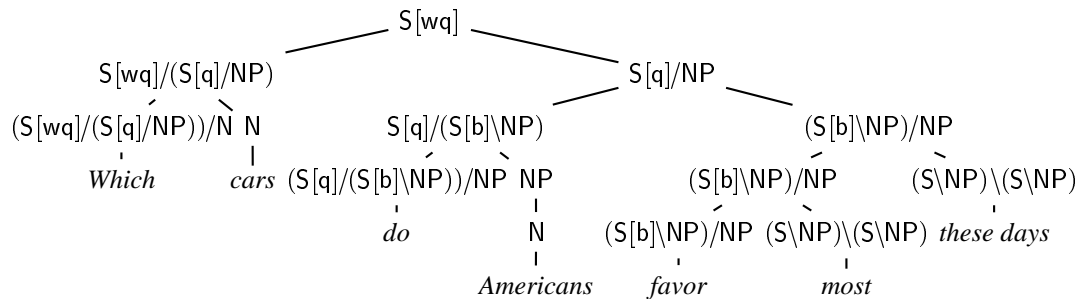 S[wq]
S[wq]/(S[q]/NP) S[q]/NP
(S[wq]/(S[q]/NP))/N N S[q]/(S[b]\NP) (S[b]\NP)/NP
Which cars (S[q]/(S[b]\NP))/NP NP (S[b]\NP)/NP (S\NP)\(S\NP)
do N (S[b]\NP)/NP (S\NP)\(S\NP) these days
Americans favor most